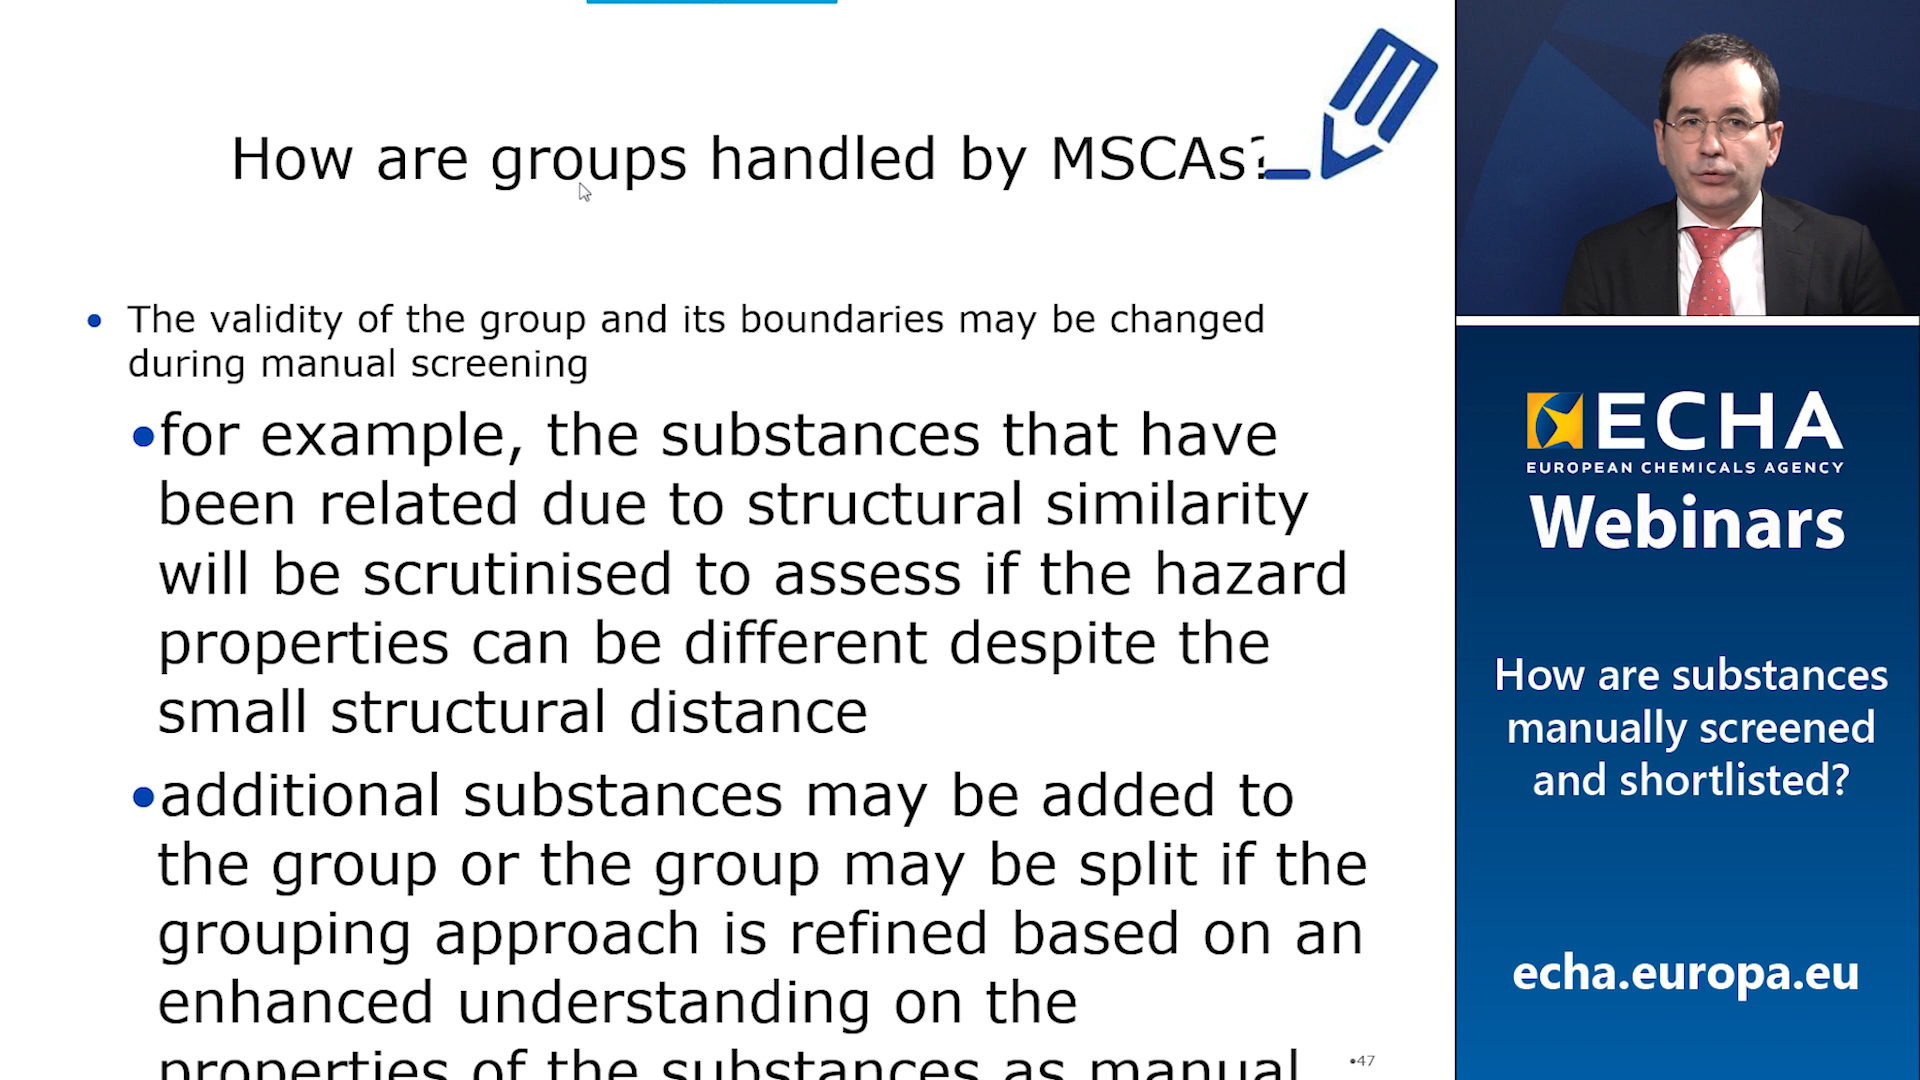 How are groups handled by MSCAs?
• The validity of the group and its boundaries may be changed
during manual screening
•for example, the substances that have
been related due to structural similarity
will be scrutinised to assess if the hazard
properties can be different despite the
small structural distance
•additional substances may be added to
the group or the group may be split if the
grouping approach is refined based on an
enhanced understanding on the
properties of the substances as manual
•47
ECHA
EUROPEAN CHEMICALS AGENCY
Webinars
How are substances
manually screened
and shortlisted?
echa.europa.eu